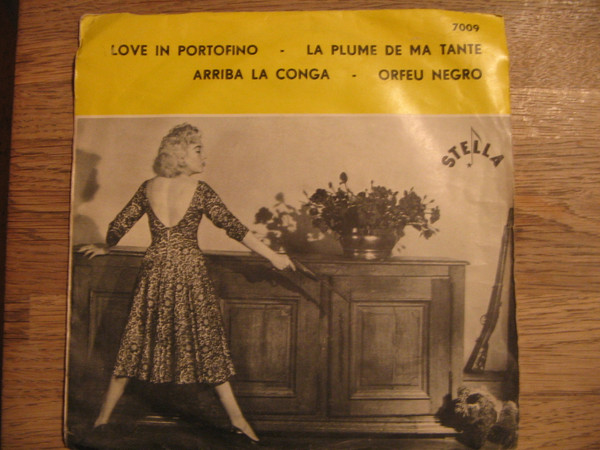 7009
LOVE IN PORTOFINO - LA PLUME DE MA TANTE
ARRIBA LA CONGA - ORFEU NEGRO
STELLA